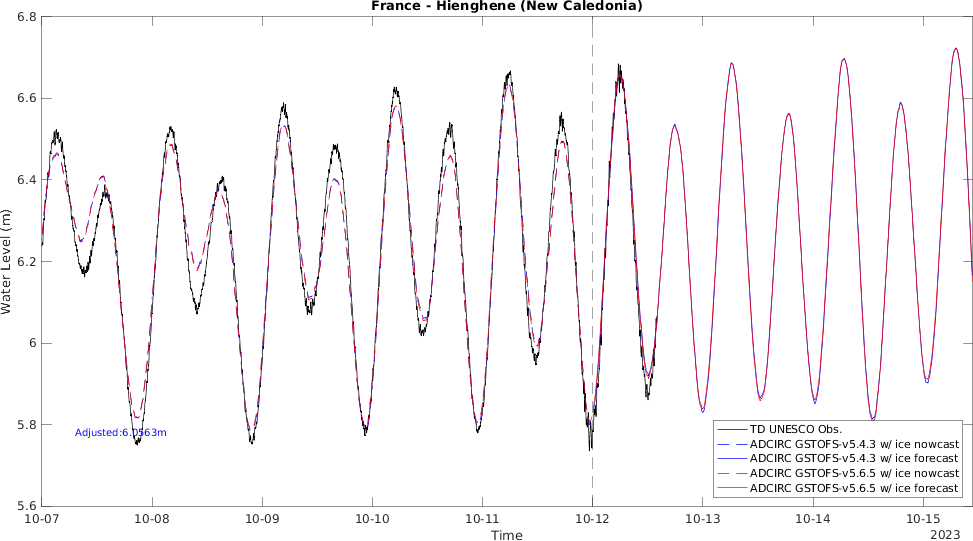 France - Hienghene (New Caledonia)
6.8
6.6
6.4
6.2
6
5.8
5.6
Water Level (m)
Adjusted:6.0563m
TD UNESCO Obs.
ADCIRC GSTOFS-v5.4.3 w/ ice nowcast
ADCIRC GSTOFS-v5.4.3 w/ ice forecast
ADCIRC GSTOFS-v5.6.5 w/ ice nowcast
ADCIRC GSTOFS-v5.6.5 w/ ice forecast
10-07 10-08 10-09 10-10 10-11 10-12 10-13 10-14 10-15
Time
2023